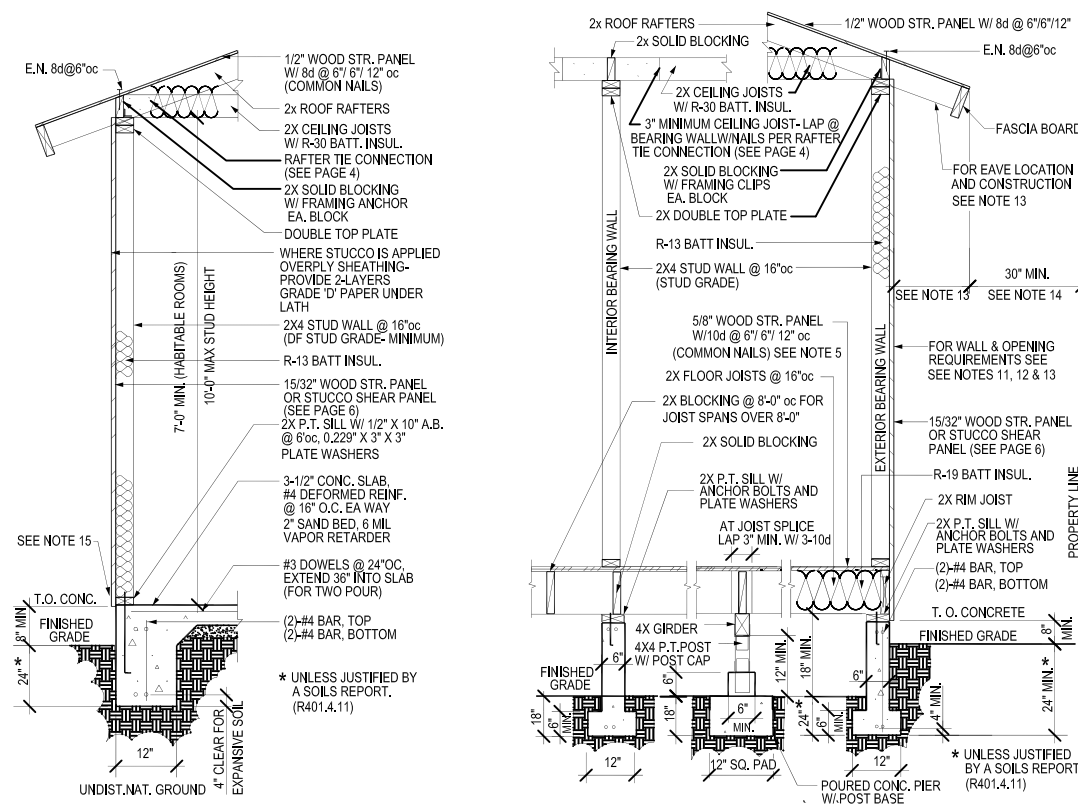 E.N. 8d@6"oc
1/2" WOOD STR. PANEL
W/ 8d @ 6"/ 6"/ 12" oc
(COMMON NAILS)
2x ROOF RAFTERS
2X CEILING JOISTS
W/ R-30 BATT. INSUL.
RAFTER TIE CONNECTION
(SEE PAGE 4)
2X SOLID BLOCKING
W/ FRAMING ANCHOR
EA. BLOCK
DOUBLE TOP PLATE
WHERE STUCCO IS APPLIED
OVERPLY SHEATHING-
PROVIDE 2-LAYERS
GRADE 'D' PAPER UNDER
LATH
2X4 STUD WALL @ 16"oc
(DF STUD GRADE- MINIMUM)
R-13 BATT INSUL.
15/32" WOOD STR. PANEL
OR STUCCO SHEAR PANEL
(SEE PAGE 6)
2X P.T. SILL W/ 1/2" X 10" A.B.
@ 6'oc, 0.229" X 3" X 3"
PLATE WASHERS
3-1/2" CONC. SLAB,
#4 DEFORMED REINF.
@ 16" O.C. EA WAY
2" SAND BED, 6 MIL
VAPOR RETARDER
#3 DOWELS @ 24"OC,
EXTEND 36" INTO SLAB
(FOR TWO POUR)
(2)-#4 BAR, TOP
(2)-#4 BAR, BOTTOM
* UNLESS JUSTIFIED BY
A SOILS REPORT.
(R401.4.11)
7'-0" MIN. (HABITABLE ROOMS)
10'-0" MAX STUD HEIGHT
SEE NOTE 15
T.O. CONC.
FINISHED
GRADE
MIN.
24" *
12"
4" CLEAR FOR
EXPANSIVE SOIL
UNDIST.NAT. GROUND
2x ROOF RAFTERS
2x SOLID BLOCKING
1/2" WOOD STR. PANEL W/ 8d @ 6"/6"/12"
E.N. 8d@6"oc
2X CEILING JOISTS
W/ R-30 BATT. INSUL.
3" MINIMUM CEILING JOIST- LAP @
BEARING WALLW/NAILS PER RAFTER
TIE CONNECTION (SEE PAGE 4)
FASCIA BOARD
2X SOLID BLOCKING
W/ FRAMING CLIPS
EA. BLOCK
FOR EAVE LOCATION
AND CONSTRUCTION
SEE NOTE 13
2X DOUBLE TOP PLATE
R-13 BATT INSUL.
2X4 STUD WALL @ 16"oc
(STUD GRADE)
30" MIN.
SEE NOTE 13
SEE NOTE 14
INTERIOR BEARING WALL
EXTERIOR BEARING WALL
5/8" WOOD STR. PANEL
W/10d @ 6"/ 6"/ 12" oc
(COMMON NAILS) SEE NOTE 5
2X FLOOR JOISTS @ 16"oc
2X BLOCKING @ 8'-0" oc FOR
JOIST SPANS OVER 8'-0"
2X SOLID BLOCKING
FOR WALL & OPENING
REQUIREMENTS SEE
SEE NOTES 11, 12 & 13
15/32" WOOD STR. PANEL
OR STUCCO SHEAR
PANEL (SEE PAGE 6)
R-19 BATT INSUL.
2X P.T. SILL W/
ANCHOR BOLTS AND
PLATE WASHERS
AT JOIST SPLICE
LAP 3" MIN. W/ 3-10d
2X RIM JOIST
2X P.T. SILL W/
ANCHOR BOLTS AND
PLATE WASHERS
(2)-#4 BAR, TOP
(2)-#4 BAR, BOTTOM
PROPERTY LINE
T. O. CONCRETE
FINISHED GRADE
8"
MIN.
24" MIN.*
4X GIRDER
4X4 P.T.POST
W/ POST CAP
FINISHED
GRADE
6"
6"
12" MIN.
18" MIN.
6"
18"
6"
MIN.
18"
6"
MIN.
24"*
6"
MIN.
4" MIN.
12"
12" SQ. PAD
12"
POURED CONC. PIER
W/ POST BASE
* UNLESS JUSTIFIED
BY A SOILS REPORT
(R401.4.11)